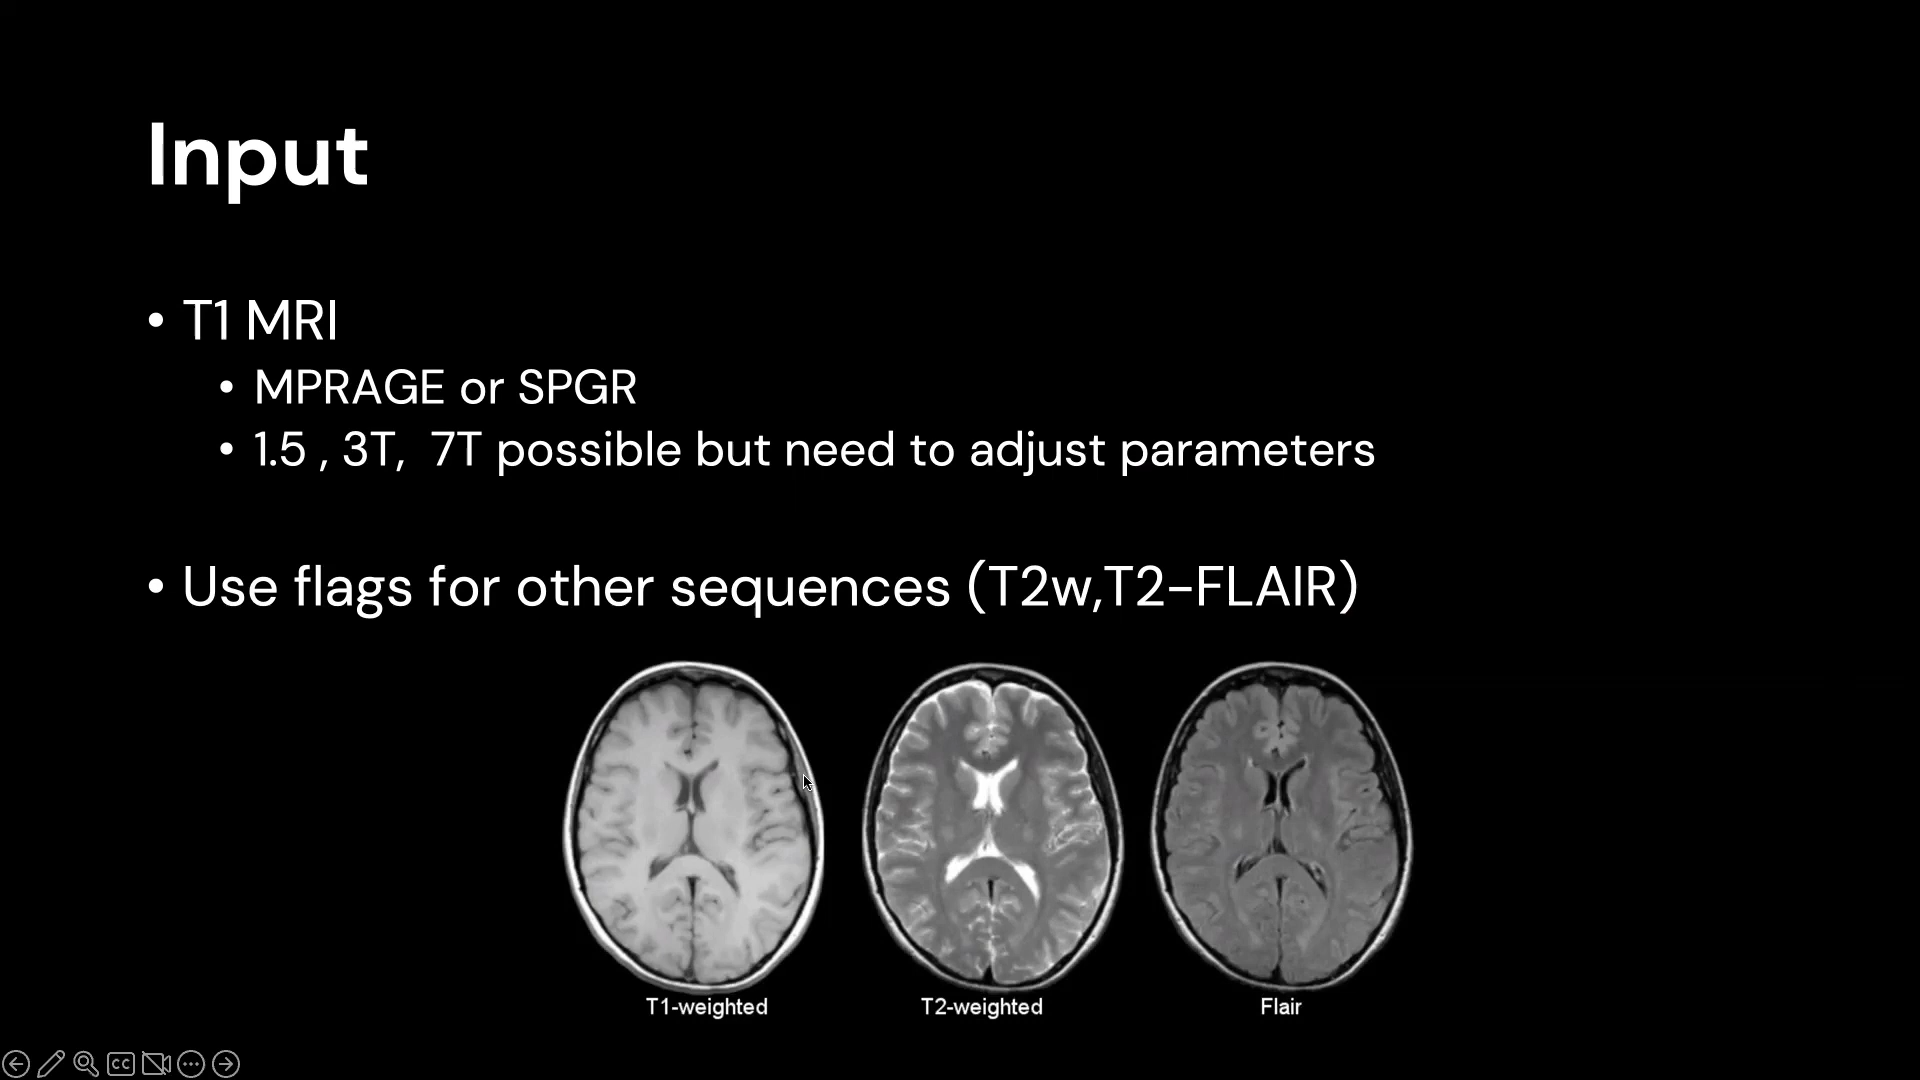 Input
• T1 MRI
• MPRAGE or SPGR
• 1.5 , 3T,  7T possible but need to adjust parameters
• Use flags for other sequences (T2w,T2-FLAIR)
T1-weighted
T2-weighted
Flair
CC